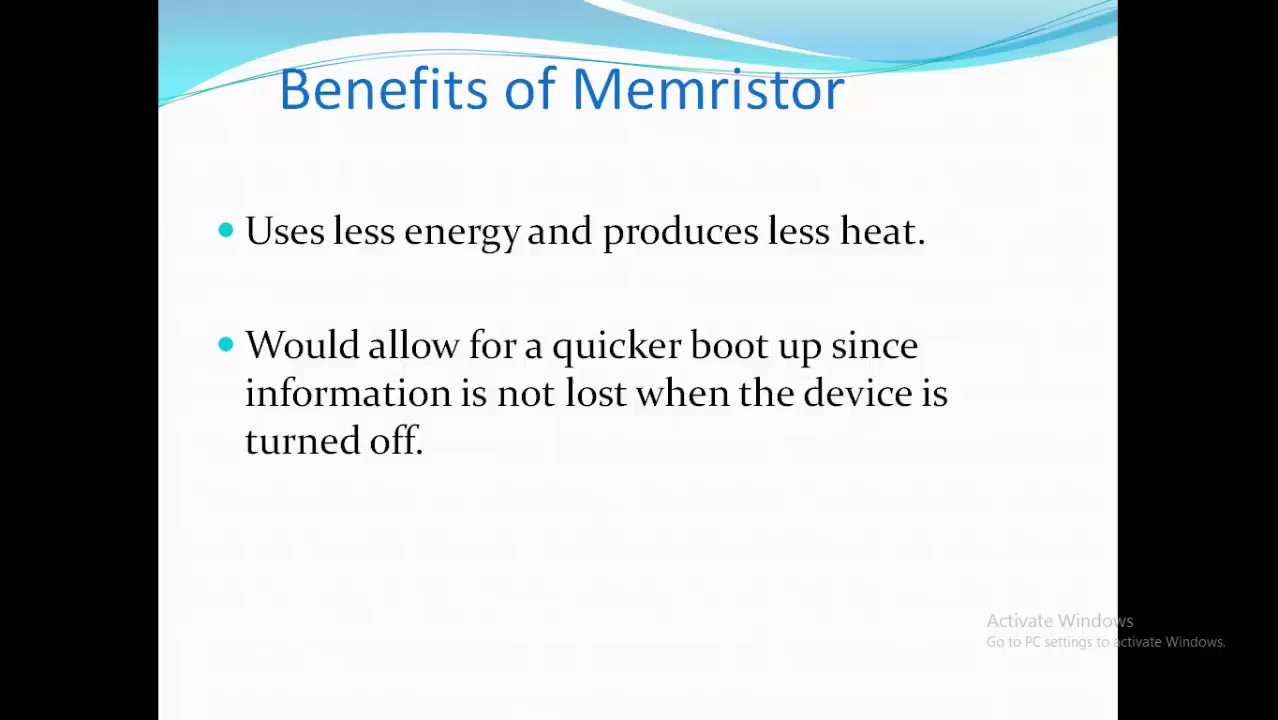 Benefits of Memristor
• Uses less energy and produces less heat.
• Would allow for a quicker boot up since
information is not lost when the device is
turned off.
Activate Windows
Go to PC settings to activate Windows.